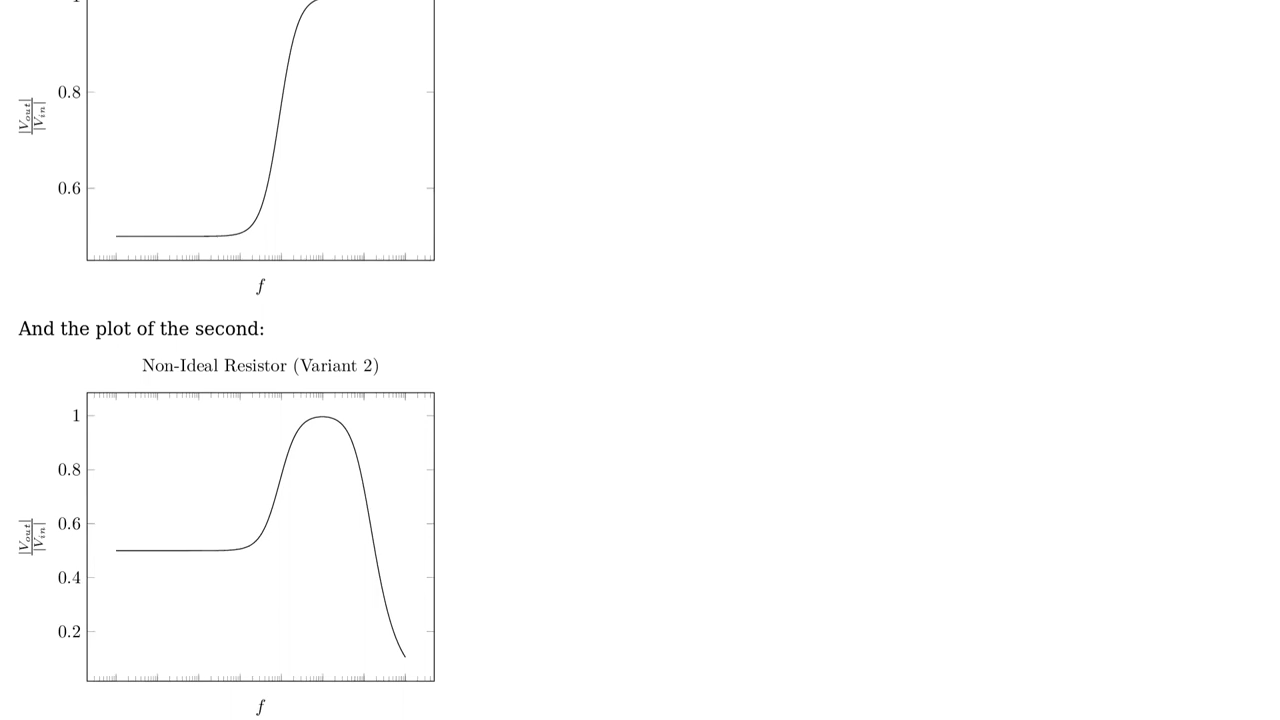 0.8
|V_out|
|V_in|
0.6
f
And the plot of the second:
Non-Ideal Resistor (Variant 2)
1
0.8
0.6
|V_out|
|V_in|
0.4
0.2
f